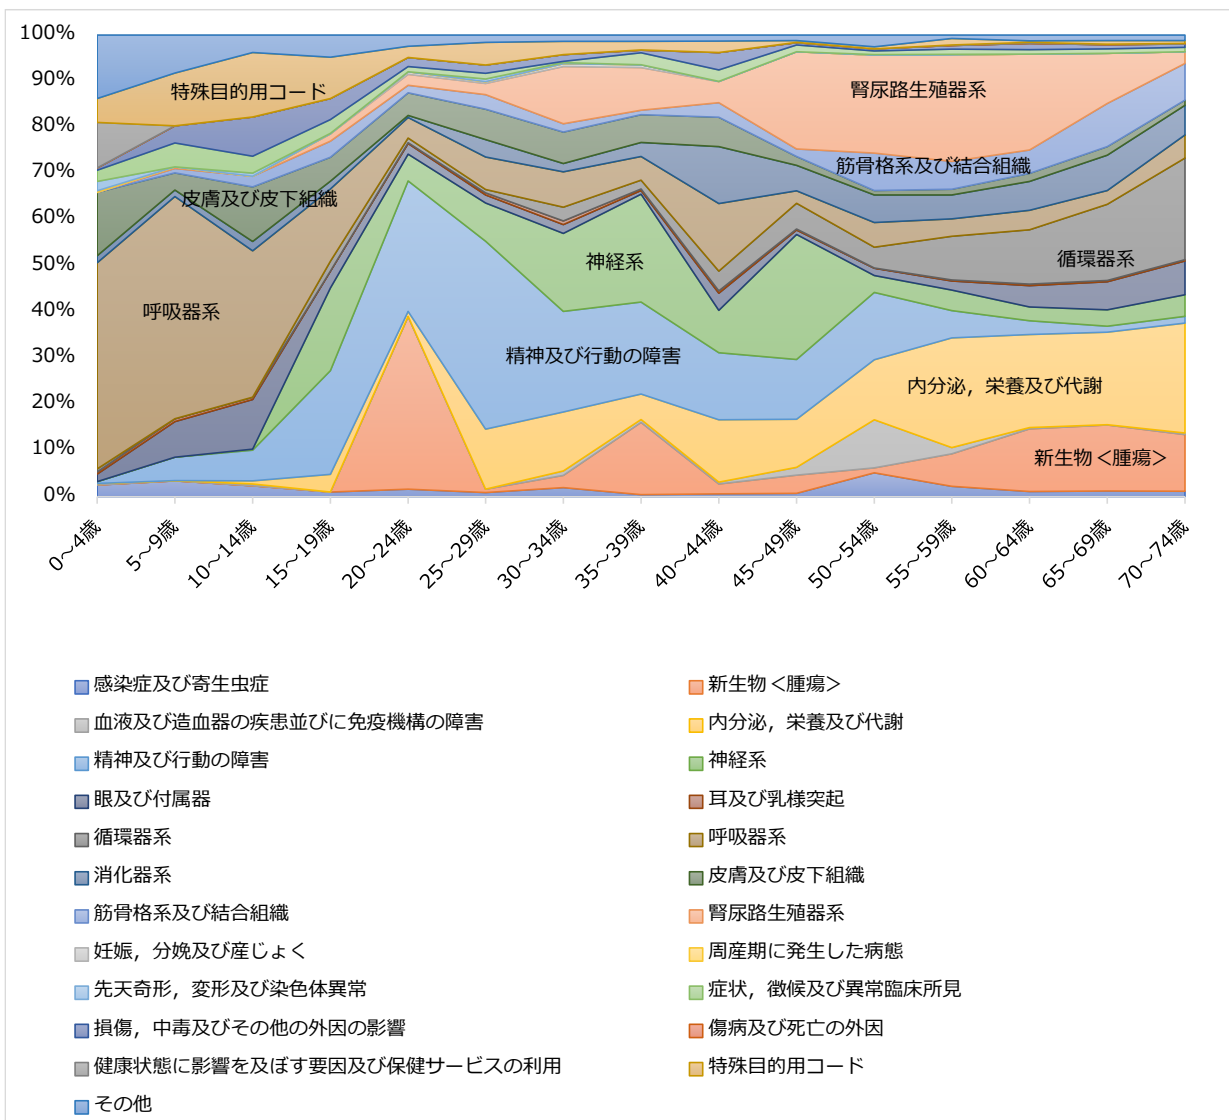 100%
90%
80%
70%
60%
50%
40%
30%
20%
10%
0%
特殊目的用コード
腎尿路生殖器系
筋骨格系及び結合組織
皮膚及び皮下組織
神経系
循環器系
呼吸器系
精神及び行動の障害
内分泌，栄養及び代謝
新生物＜腫瘍＞
0～4歳
5～9歳
10～14歳
15～19歳
20～24歳
25～29歳
30～34歳
35～39歳
40～44歳
45～49歳
50～54歳
55～59歳
60～64歳
65～69歳
70～74歳
感染症及び寄生虫症
新生物＜腫瘍＞
血液及び造血器の疾患並びに免疫機構の障害
内分泌，栄養及び代謝
精神及び行動の障害
神経系
眼及び付属器
耳及び乳様突起
循環器系
呼吸器系
消化器系
皮膚及び皮下組織
筋骨格系及び結合組織
腎尿路生殖器系
妊娠，分娩及び産じょく
周産期に発生した病態
先天奇形，変形及び染色体異常
症状，徴候及び異常臨床所見
損傷，中毒及びその他の外因の影響
傷病及び死亡の外因
健康状態に影響を及ぼす要因及び保健サービスの利用
特殊目的用コード
その他